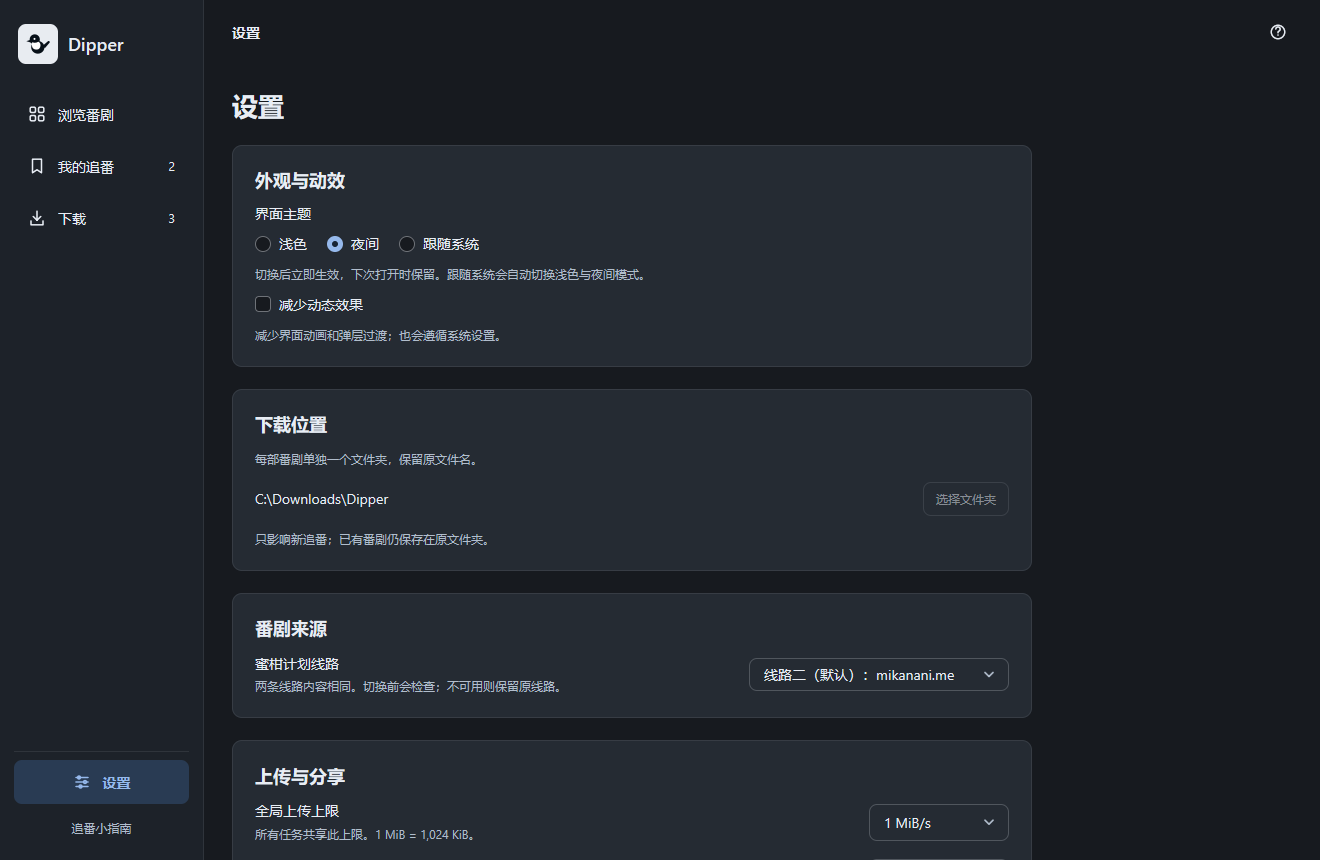 Dipper
浏览番剧
我的追番 2
下载 3
设置
追番小指南
设置
设置
外观与动效
界面主题
浅色 夜间 跟随系统
切换后立即生效，下次打开时保留。跟随系统会自动切换浅色与夜间模式。
减少动态效果
减少界面动画和弹层过渡；也会遵循系统设置。
下载位置
每部番剧单独一个文件夹，保留原文件名。
C:\Downloads\Dipper 选择文件夹
只影响新追番；已有番剧仍保存在原文件夹。
番剧来源
蜜柑计划线路
两条线路内容相同。切换前会检查；不可用则保留原线路。
线路二（默认）：mikanani.me
上传与分享
全局上传上限
所有任务共享此上限。1 MiB = 1,024 KiB。
1 MiB/s